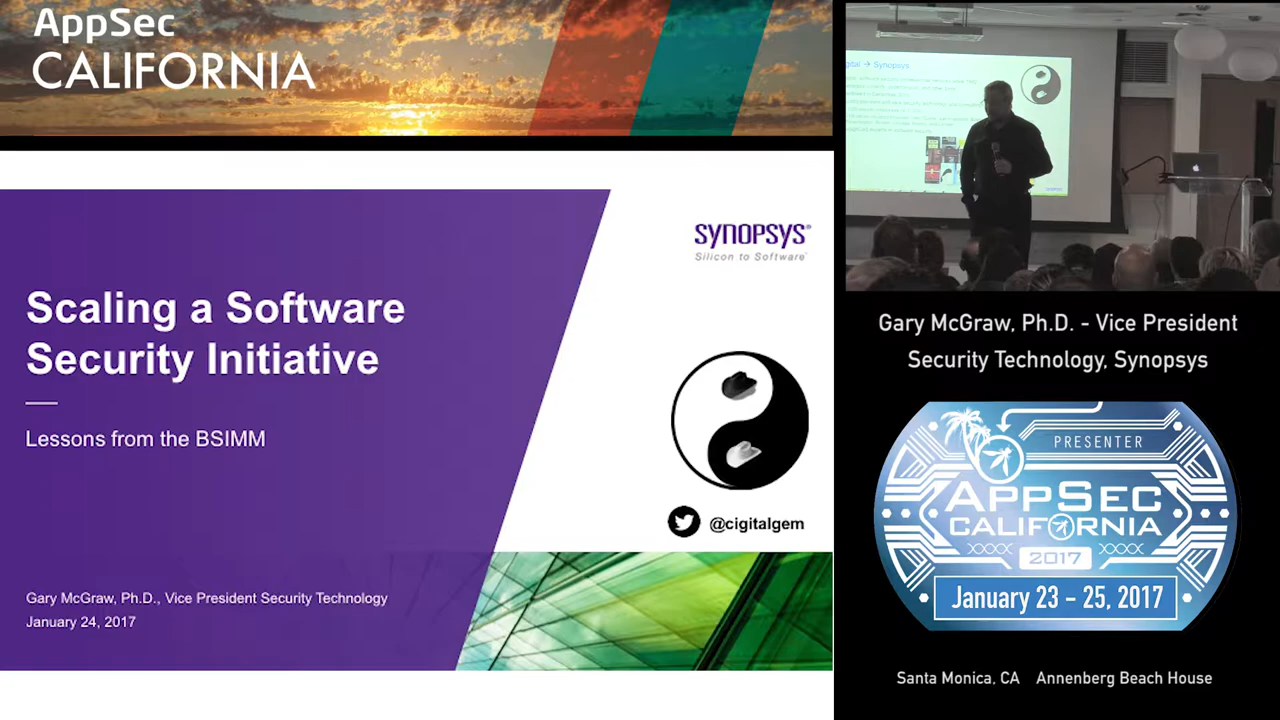 AppSec
CALIFORNIA
SYNOPSYS®
Silicon to Software™
Scaling a Software
Security Initiative
Lessons from the BSIMM
@cigitalgem
Gary McGraw, Ph.D., Vice President Security Technology
January 24, 2017
Synopsys
Gary McGraw, Ph.D. - Vice President
Security Technology, Synopsys
PRESENTER
APPSEC
CALIFORNIA
2017
January 23 - 25, 2017
Santa Monica, CA Annenberg Beach House